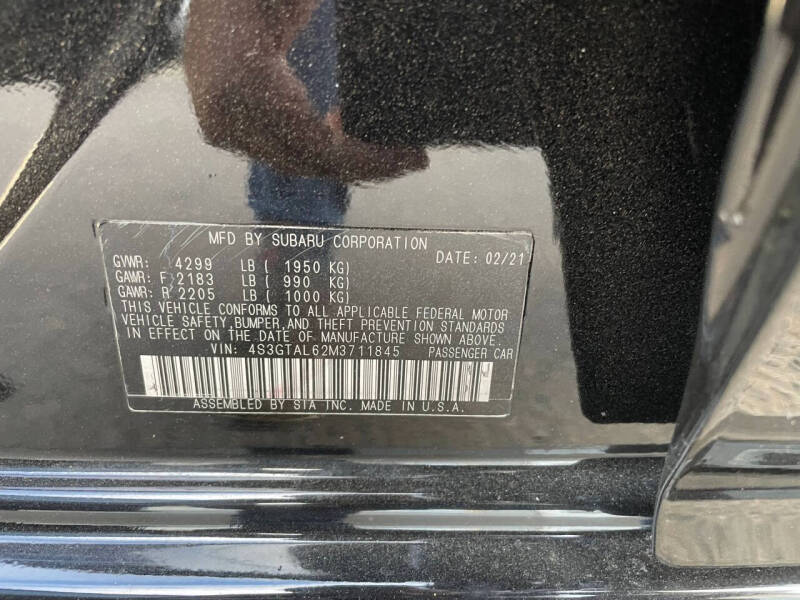 MFD BY SUBARU CORPORATION DATE: 02/21
GVWR: 4299 LB ( 1950 KG)
GAWR: F 2183 LB ( 990 KG)
GAWR: R 2205 LB ( 1000 KG)
THIS VEHICLE CONFORMS TO ALL APPLICABLE FEDERAL MOTOR
VEHICLE SAFETY, BUMPER, AND THEFT PREVENTION STANDARDS
IN EFFECT ON THE DATE OF MANUFACTURE SHOWN ABOVE.
VIN: 4S3GTAL62M3711845 PASSENGER CAR
ASSEMBLED BY SIA INC. MADE IN U.S.A.